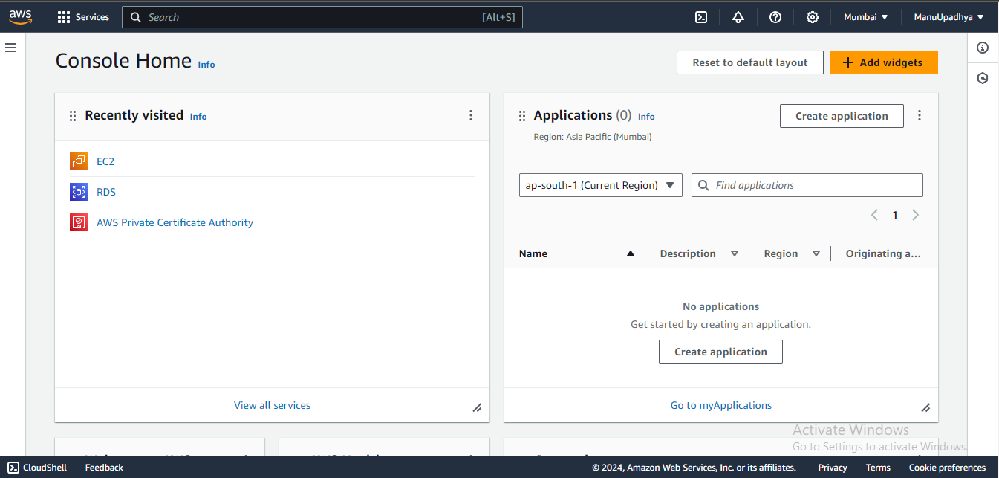 aws Services Search [Alt+S] Mumbai ManuUpadhya
Console Home Info Reset to default layout + Add widgets
Recently visited Info
EC2
RDS
AWS Private Certificate Authority
View all services
Applications (0) Info Create application
Region: Asia Pacific (Mumbai)
ap-south-1 (Current Region) Find applications
1
Name Description Region Originating a...
No applications
Get started by creating an application.
Create application
Go to myApplications
Activate Windows
Go to Settings to activate Windows.
CloudShell Feedback © 2024, Amazon Web Services, Inc. or its affiliates. Privacy Terms Cookie preferences